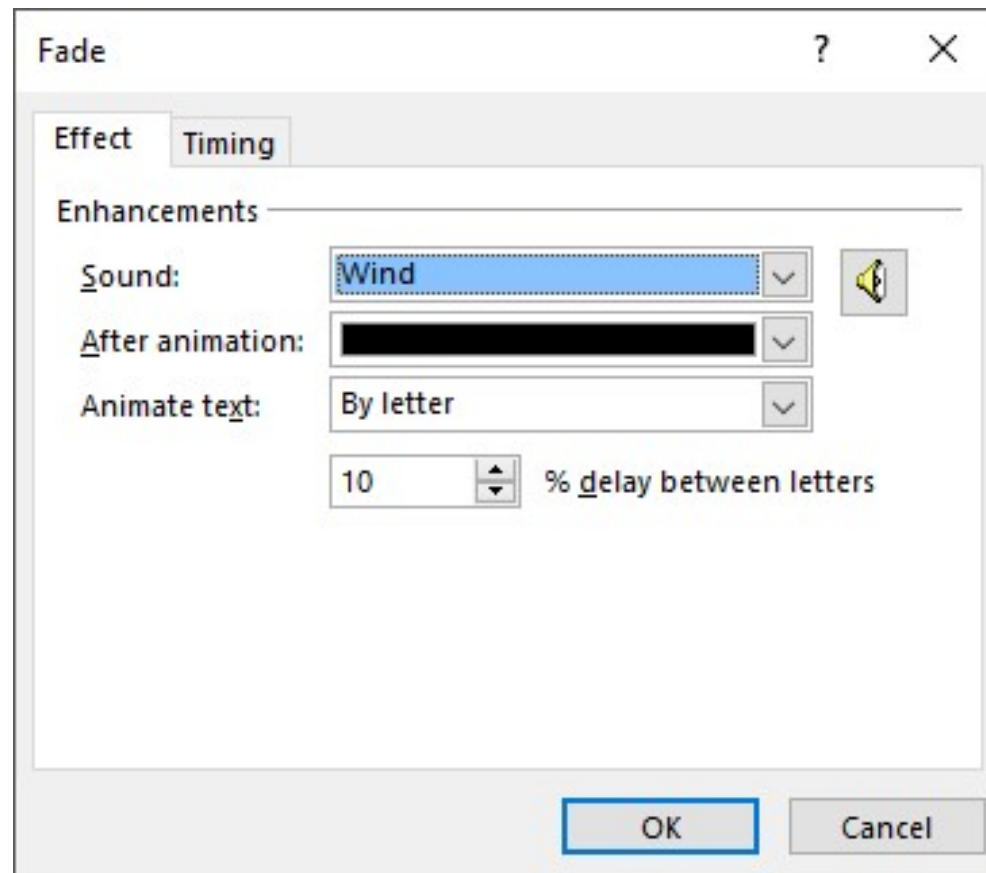 Fade ?
Effect Timing
Enhancements
Sound: Wind
After animation:
Animate text: By letter
10 % delay between letters
OK Cancel